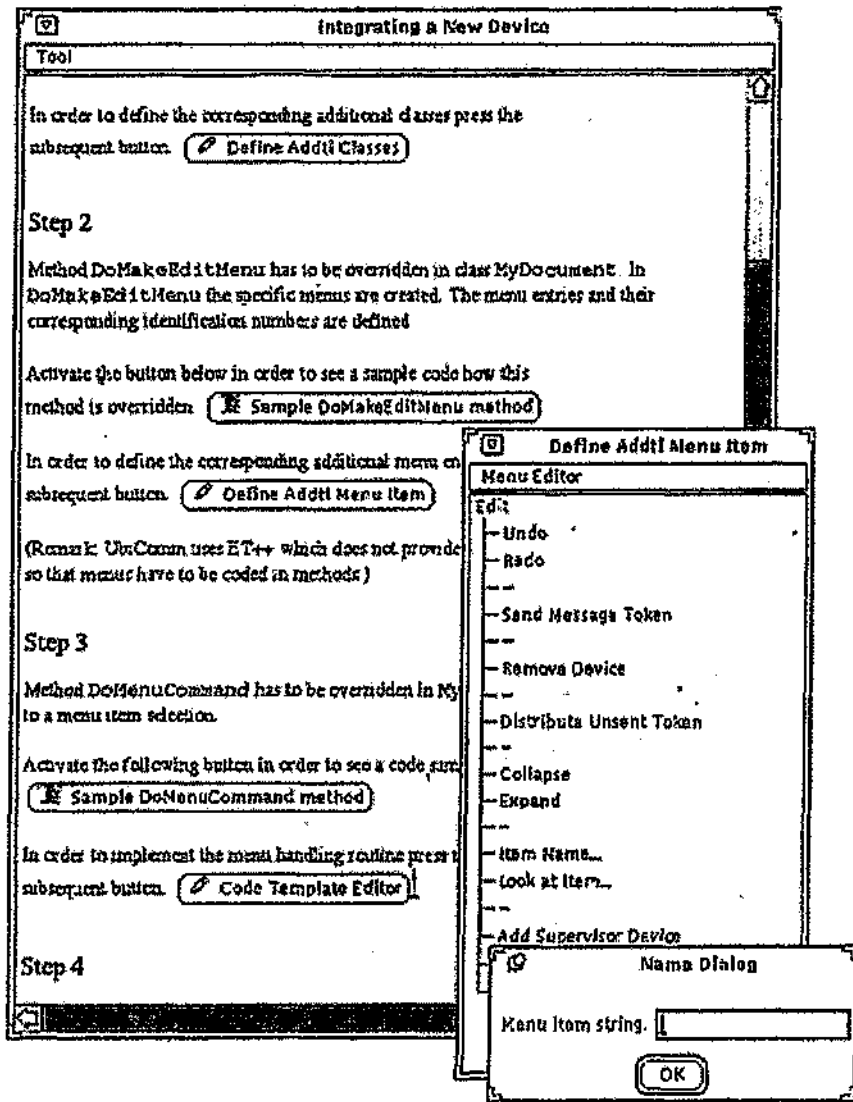 Integrating a New Device
Tool
In order to define the corresponding additional classes press the
subsequent button. Define Addtl Classes
Step 2
Method DoMakeEditMenu has to be overridden in class MyDocument. In
DoMakeEditMenu the specific menus are created. The menu entries and their
corresponding identification numbers are defined
Activate the button below in order to see a sample code how this
method is overridden. Sample DoMakeEditMenu method
In order to define the corresponding additional menu en
subsequent button. Define Addtl Menu Item
(Remark: UniComm uses ET++ which does not provide
so that menus have to be coded in methods.)
Step 3
Method DoMenuCommand has to be overridden in My
to a menu item selection.
Activate the following button in order to see a code sam
Sample DoMenuCommand method
In order to implement the menu handling routine press t
subsequent button. Code Template Editor
Step 4
Define Addtl Menu Item
Menu Editor
Edit
Undo
Redo
Send Message Token
Remove Device
Distribute Unsent Token
Collapse
Expand
Item Name...
Look at Item...
Add Supervisor Device
Name Dialog
Menu item string.
OK